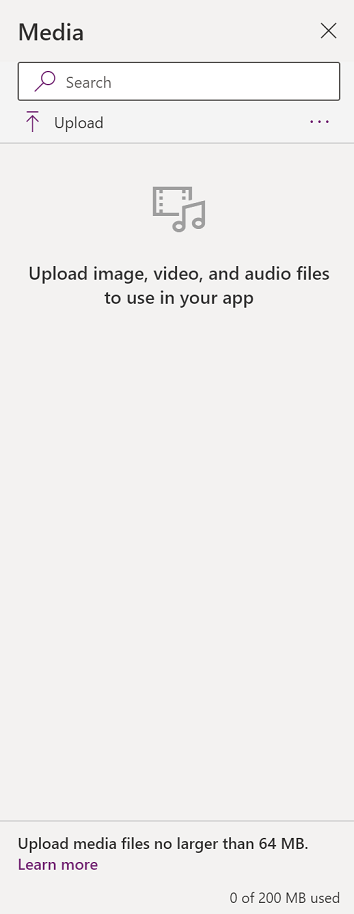 Media
Search
Upload
Upload image, video, and audio files
to use in your app
Upload media files no larger than 64 MB.
Learn more
0 of 200 MB used